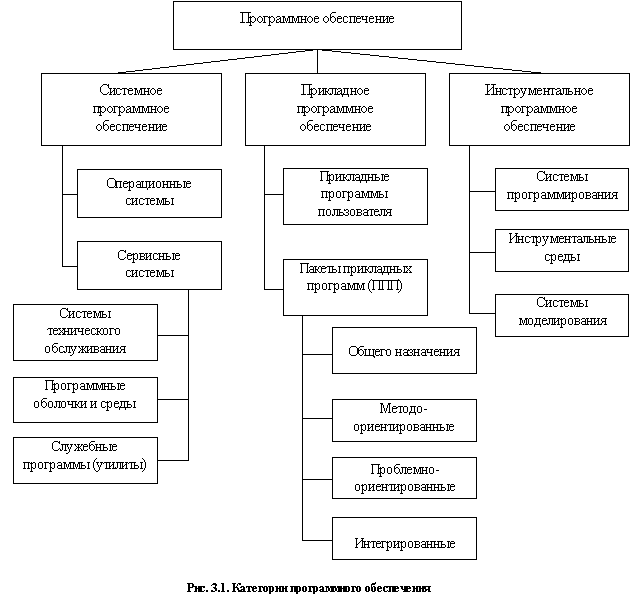 Программное обеспечение
Системное
программное
обеспечение
Прикладное
программное
обеспечение
Инструментальное
программное
обеспечение
Операционные
системы
Сервисные
системы
Системы
технического
обслуживания
Программные
оболочки и среды
Служебные
программы (утилиты)
Прикладные
программы
пользователя
Пакеты прикладных
программ (ППП)
Общего назначения
Методо-
ориентированные
Проблемно-
ориентированные
Интегрированные
Системы
программирования
Инструментальные
среды
Системы
моделирования
Рис. 3.1. Категории программного обеспечения